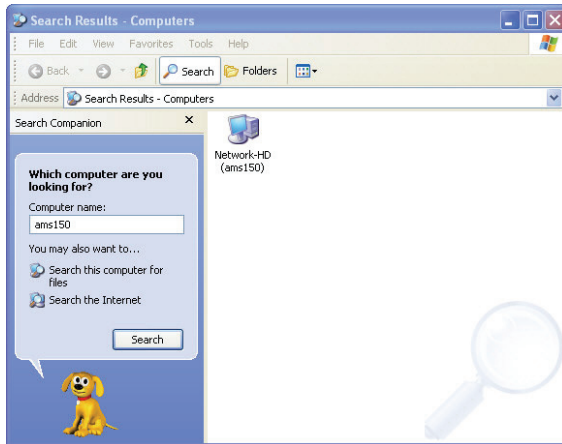 Search Results - Computers
File Edit View Favorites Tools Help
Back Search Folders
Address Search Results - Computers
Search Companion
Network-HD
(ams150)
Which computer are you
looking for?
Computer name:
ams150
You may also want to...
Search this computer for
files
Search the Internet
Search